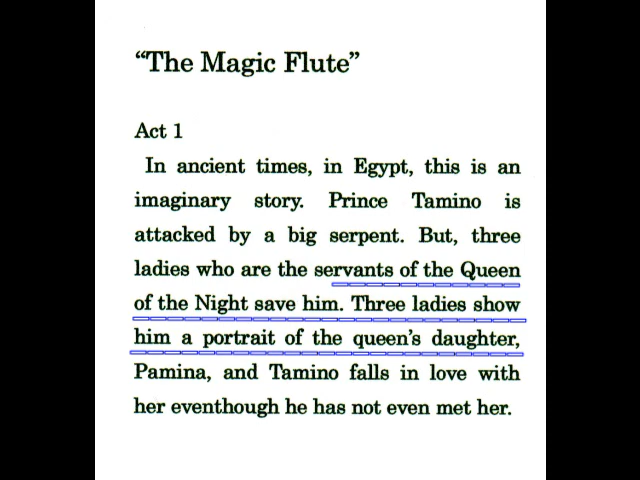 “The Magic Flute”
Act 1
In ancient times, in Egypt, this is an
imaginary story. Prince Tamino is
attacked by a big serpent. But, three
ladies who are the servants of the Queen
of the Night save him. Three ladies show
him a portrait of the queen’s daughter,
Pamina, and Tamino falls in love with
her eventhough he has not even met her.